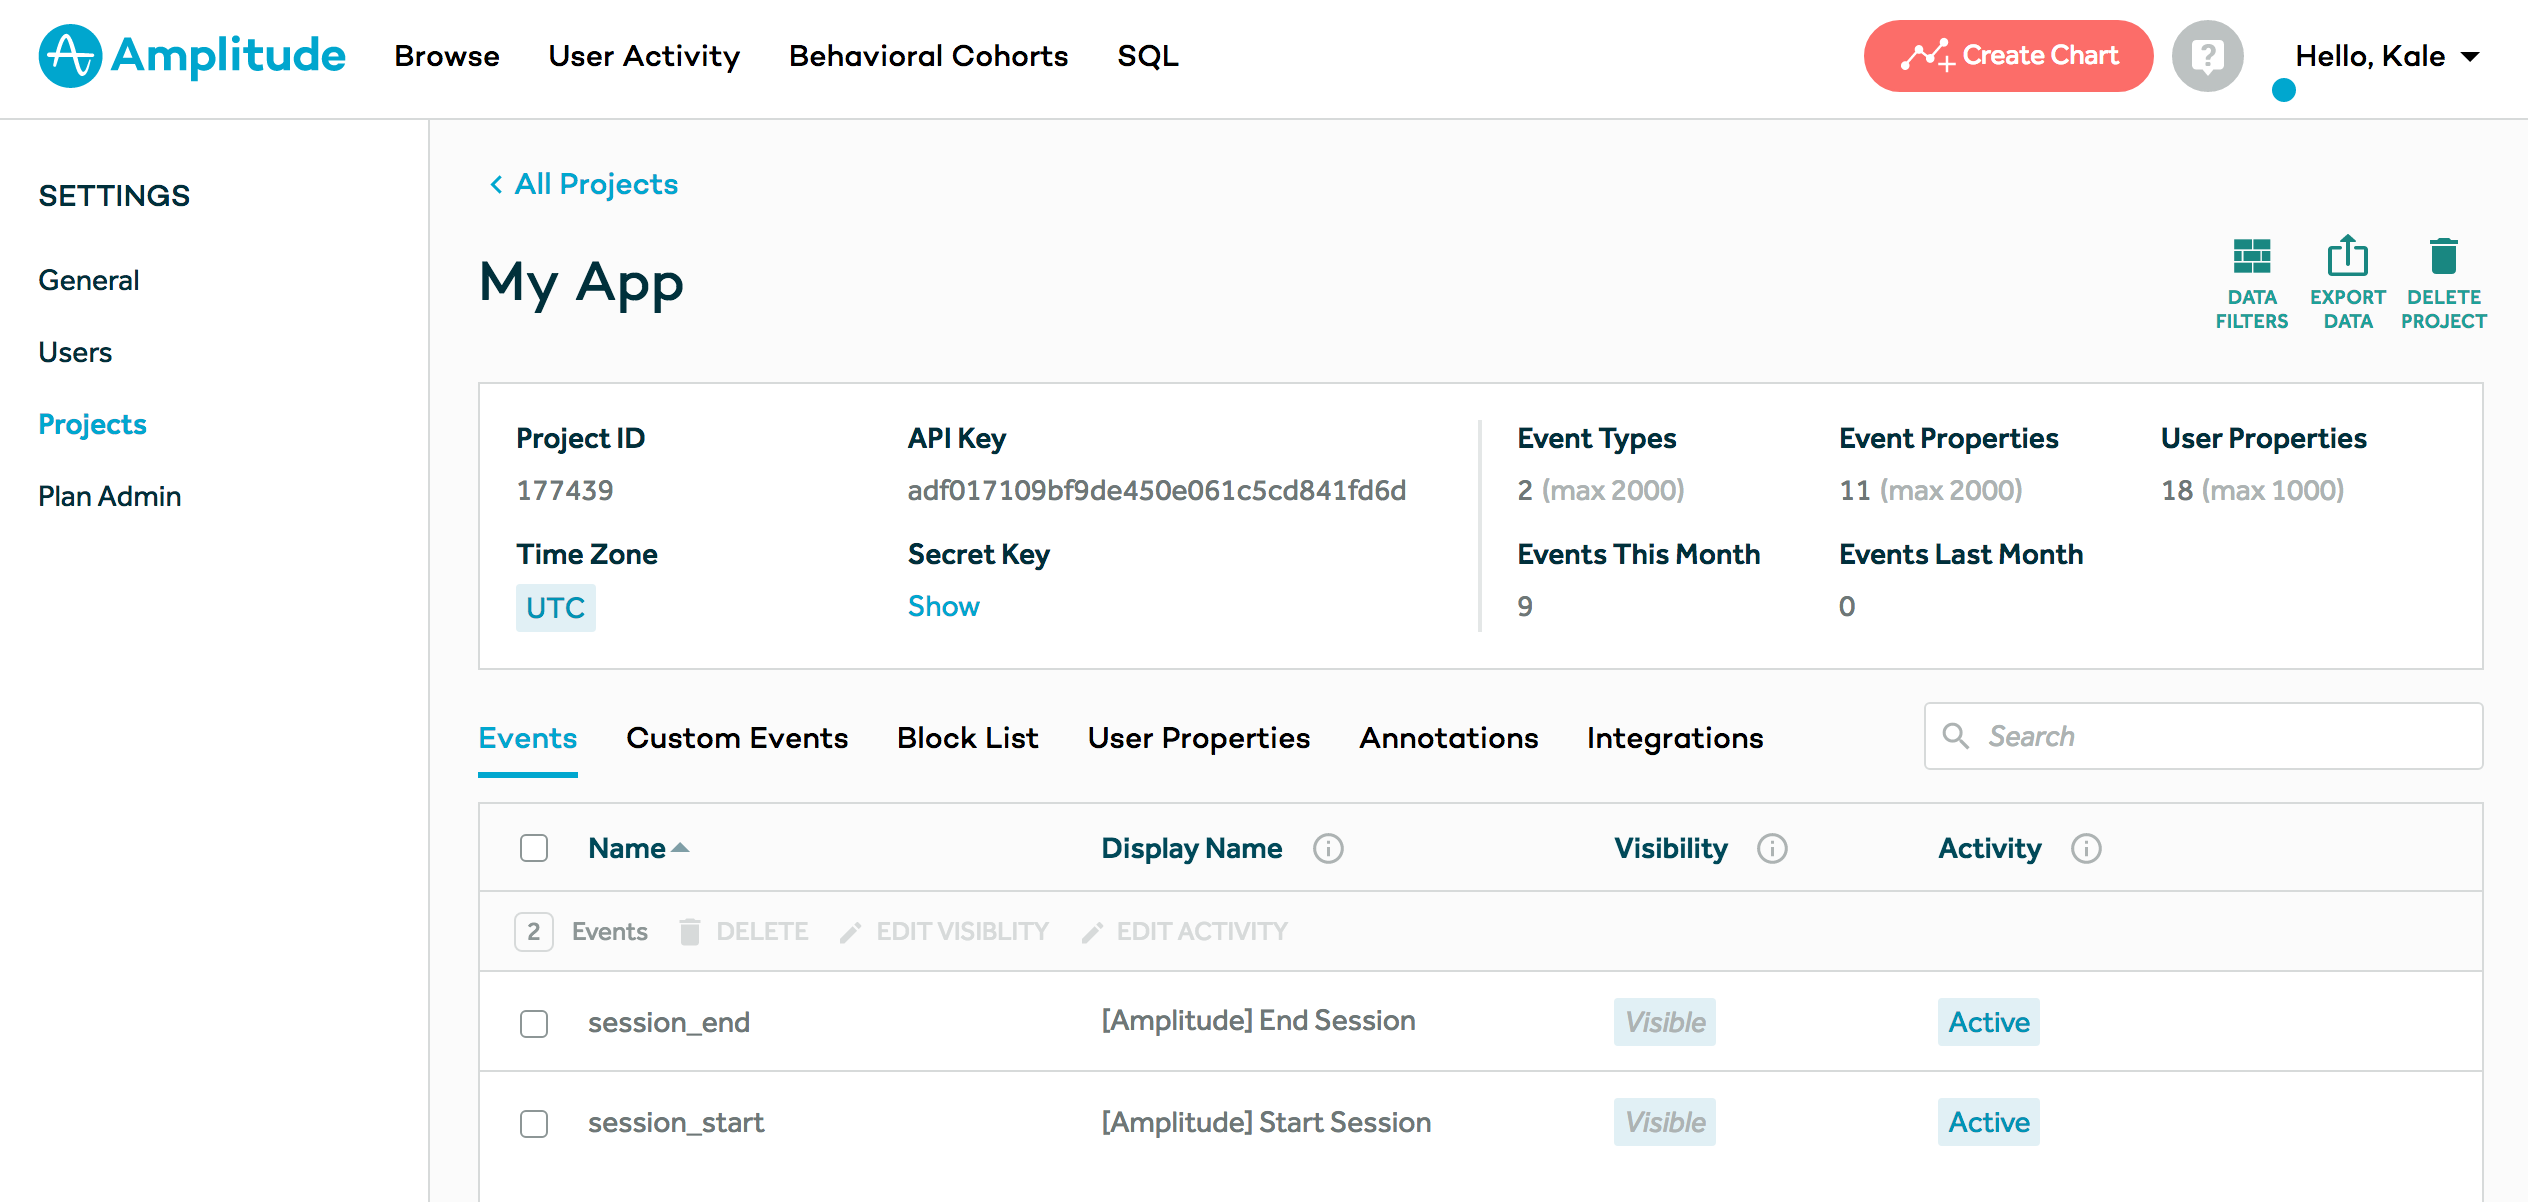 Amplitude Browse User Activity Behavioral Cohorts SQL Create Chart ? Hello, Kale
SETTINGS
General
Users
Projects
Plan Admin
All Projects
My App
DATA FILTERS
EXPORT DATA
DELETE PROJECT
Project ID
177439
API Key
adf017109bf9de450e061c5cd841fd6d
Time Zone
UTC
Secret Key
Show
Event Types
2 (max 2000)
Event Properties
11 (max 2000)
User Properties
18 (max 1000)
Events This Month
9
Events Last Month
0
Events Custom Events Block List User Properties Annotations Integrations Search
Name Display Name i Visibility i Activity i
2 Events DELETE EDIT VISIBLITY EDIT ACTIVITY
session_end [Amplitude] End Session Visible Active
session_start [Amplitude] Start Session Visible Active